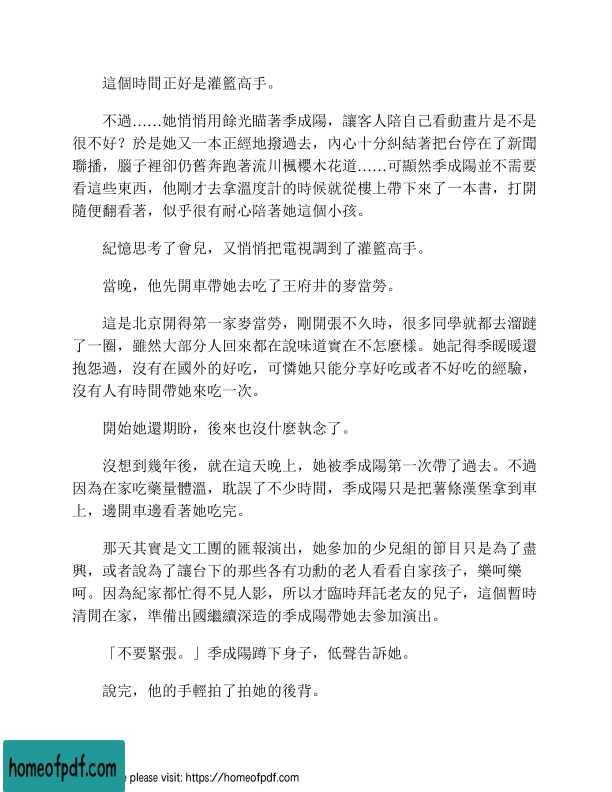 這個時間正好是灌籃高手。
不過……她悄悄用餘光瞄著季成陽，讓客人陪自己看動畫片是不是
很不好？於是她又一本正經地撥過去，內心十分糾結著把台停在了新聞
聯播，腦子裡卻仍舊奔跑著流川楓櫻木花道……可顯然季成陽並不需要
看這些東西，他剛才去拿溫度計的時候就從樓上帶下來了一本書，打開
隨便翻看著，似乎很有耐心陪著她這個小孩。
紀憶思考了會兒，又悄悄把電視調到了灌籃高手。
當晚，他先開車帶她去吃了王府井的麥當勞。
這是北京開得第一家麥當勞，剛開張不久時，很多同學就都去溜躂
了一圈，雖然大部分人回來都在說味道實在不怎麼樣。她記得季暖暖還
抱怨過，沒有在國外的好吃，可憐她只能分享好吃或者不好吃的經驗，
沒有人有時間帶她來吃一次。
開始她還期盼，後來也沒什麼執念了。
沒想到幾年後，就在這天晚上，她被季成陽第一次帶了過去。不過
因為在家吃藥量體溫，耽誤了不少時間，季成陽只是把薯條漢堡拿到車
上，邊開車邊看著她吃完。
那天其實是文工團的匯報演出，她參加的少兒組的節目只是為了盡
興，或者說為了讓台下的那些各有功勳的老人看看自家孩子，樂呵樂
呵。因為紀家都忙得不見人影，所以才臨時拜託老友的兒子，這個暫時
清閒在家，準備出國繼續深造的季成陽帶她去參加演出。
「不要緊張。」季成陽蹲下身子，低聲告訴她。
說完，他的手輕拍了拍她的後背。
homeofpdf.com
e please visit: https://homeofpdf.com